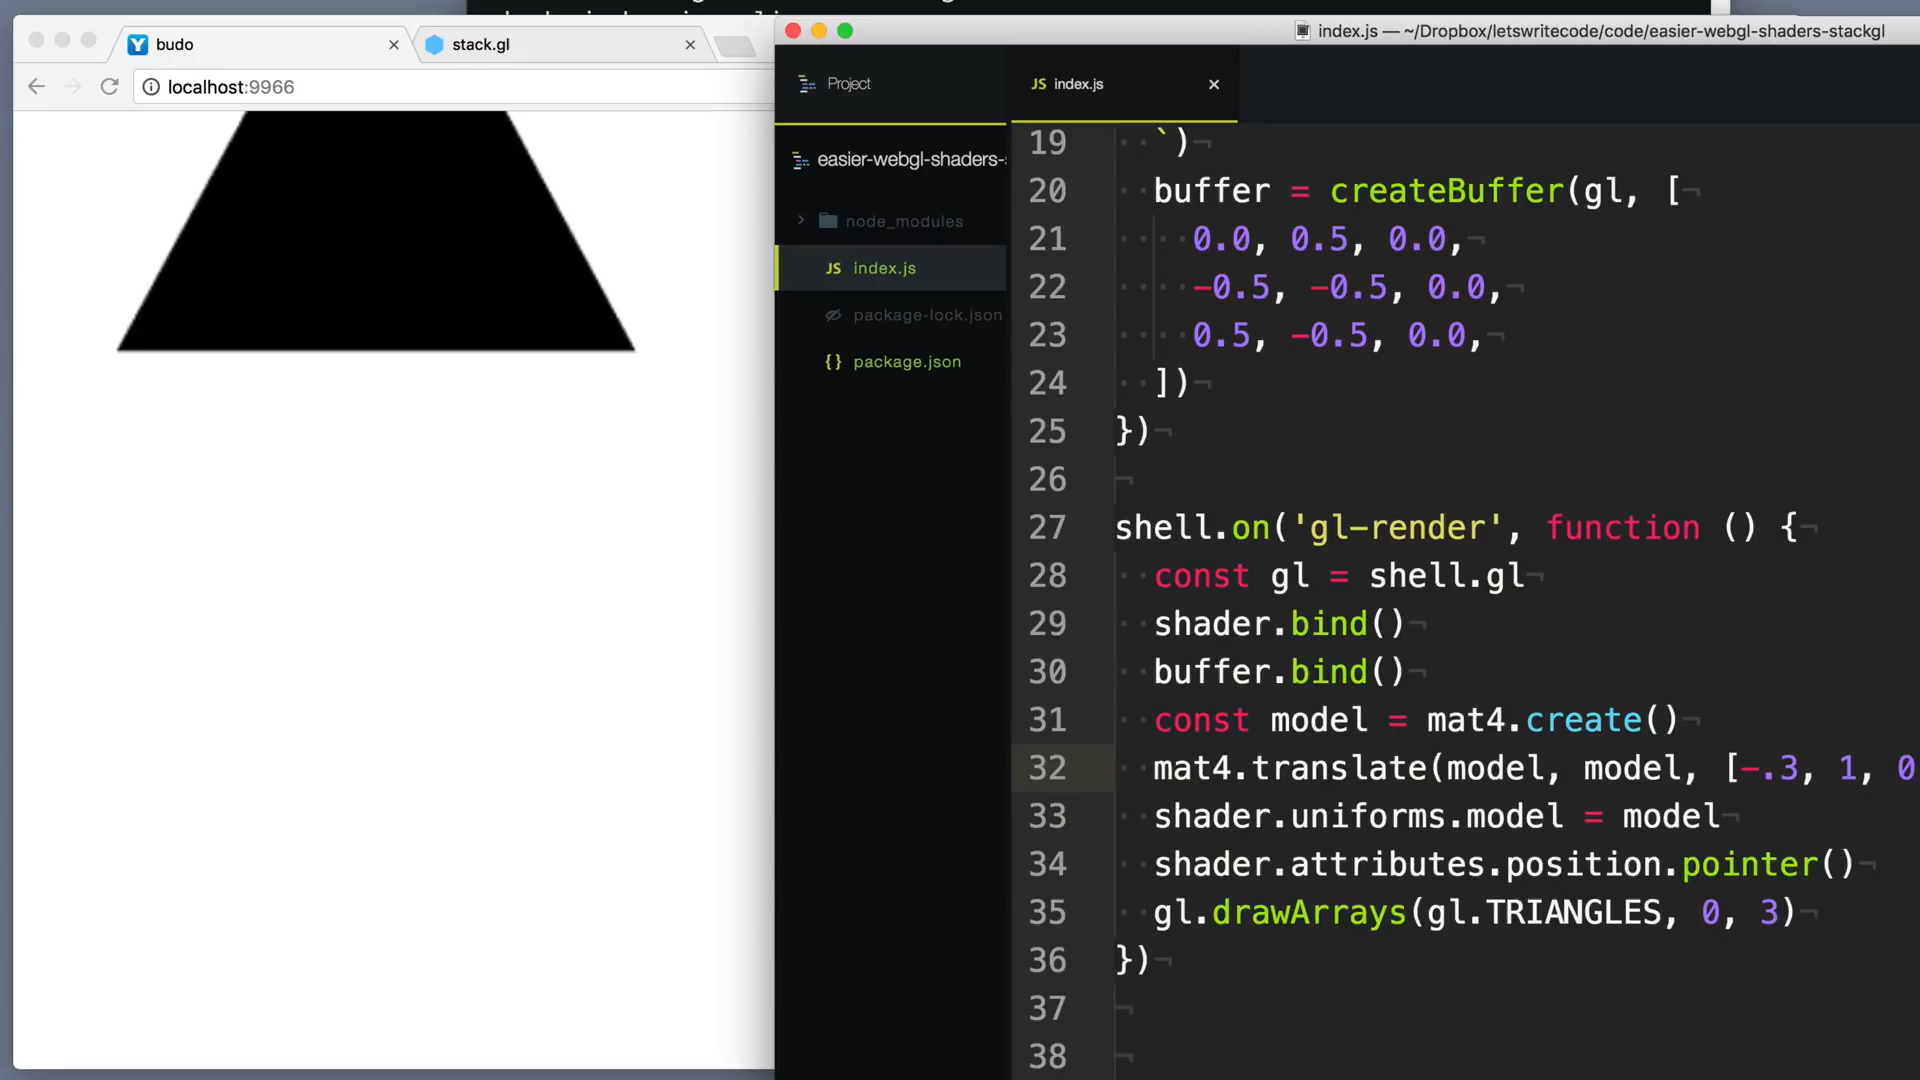 budo
stack.gl
localhost:9966
index.js — ~/Dropbox/letswritecode/code/easier-webgl-shaders-stackgl
Project
JS index.js
easier-webgl-shaders-
node_modules
JS index.js
package-lock.json
{} package.json
19 `)
20 buffer = createBuffer(gl, [
21 0.0, 0.5, 0.0,
22 -0.5, -0.5, 0.0,
23 0.5, -0.5, 0.0,
24 ])
25 })
26
27 shell.on('gl-render', function () {
28 const gl = shell.gl
29 shader.bind()
30 buffer.bind()
31 const model = mat4.create()
32 mat4.translate(model, model, [-.3, 1, 0
33 shader.uniforms.model = model
34 shader.attributes.position.pointer()
35 gl.drawArrays(gl.TRIANGLES, 0, 3)
36 })
37
38